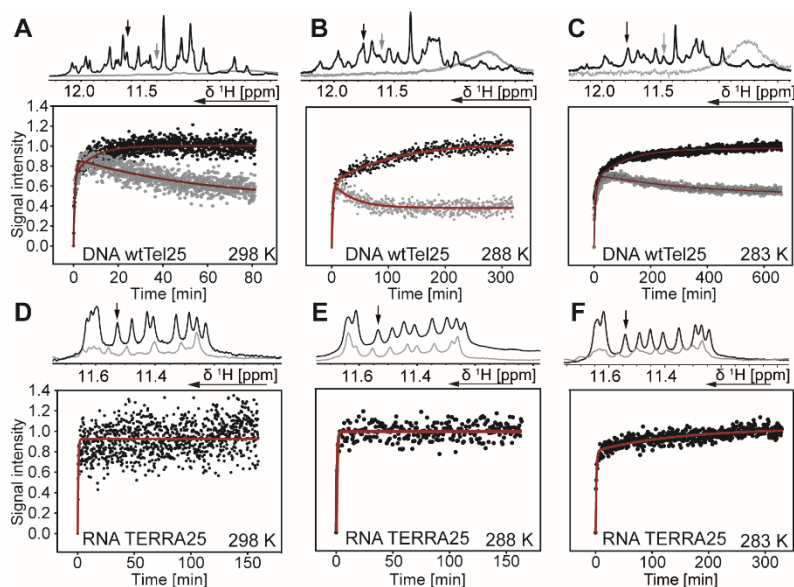 A B C
12.0 11.5 δ ¹H [ppm]
12.0 11.5 δ ¹H [ppm]
12.0 11.5 δ ¹H [ppm]
Signal intensity
1.4
1.2
1.0
0.8
0.6
0.4
0.2
0.0
DNA wtTel25 298 K
0 20 40 60 80
Time [min]
DNA wtTel25 288 K
0 100 200 300
Time [min]
DNA wtTel25 283 K
0 200 400 600
Time [min]
D E F
11.6 11.4 δ ¹H [ppm]
11.6 11.4 δ ¹H [ppm]
11.6 11.4 δ ¹H [ppm]
Signal intensity
1.4
1.2
1.0
0.8
0.6
0.4
0.2
0.0
RNA TERRA25 298 K
0 50 100 150
Time [min]
RNA TERRA25 288 K
0 50 100 150
Time [min]
RNA TERRA25 283 K
0 100 200 300
Time [min]